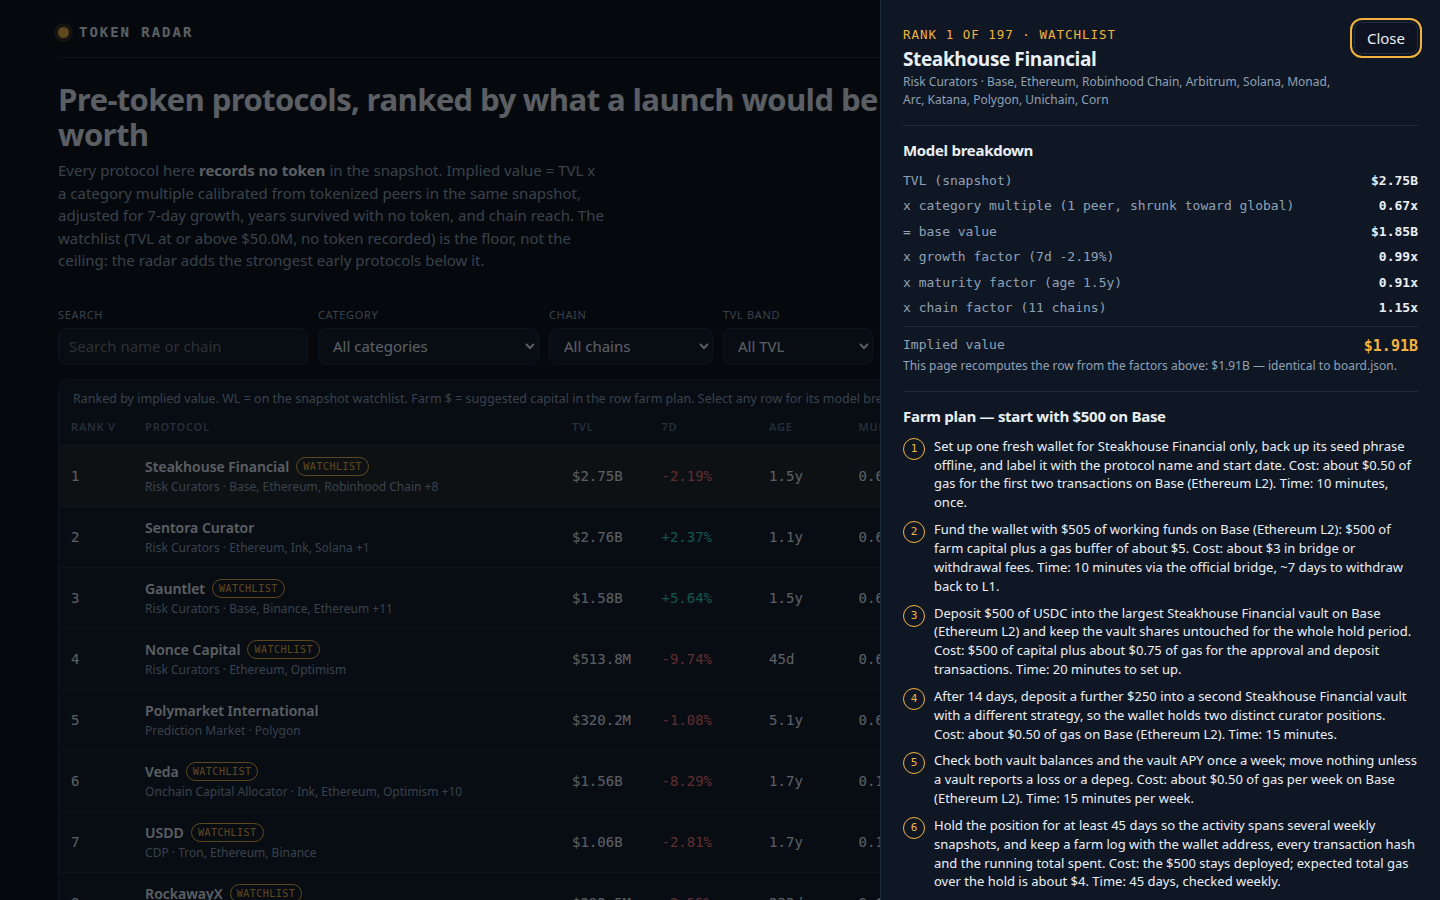 TOKEN RADAR
Pre-token protocols, ranked by what a launch would be
worth
Every protocol here records no token in the snapshot. Implied value = TVL x
a category multiple calibrated from tokenized peers in the same snapshot,
adjusted for 7-day growth, years survived with no token, and chain reach. The
watchlist (TVL at or above $50.0M, no token recorded) is the floor, not the
ceiling: the radar adds the strongest early protocols below it.
SEARCH CATEGORY CHAIN TVL BAND
Search name or chain All categories All chains All TVL
Ranked by implied value. WL = on the snapshot watchlist. Farm $ = suggested capital in the row farm plan. Select any row for its model
RANK V PROTOCOL TVL 7D AGE
1 Steakhouse Financial WATCHLIST $2.75B -2.19% 1.5y
Risk Curators · Base, Ethereum, Robinhood Chain +8
2 Sentora Curator $2.76B +2.37% 1.1y
Risk Curators · Ethereum, Ink, Solana +1
3 Gauntlet WATCHLIST $1.58B +5.64% 1.5y
Risk Curators · Base, Binance, Ethereum +11
4 Nonce Capital WATCHLIST $513.8M -9.74% 45d
Risk Curators · Ethereum, Optimism
5 Polymarket International $320.2M -1.08% 5.1y
Prediction Market · Polygon
6 Veda WATCHLIST $1.56B -8.29% 1.7y
Onchain Capital Allocator · Ink, Ethereum, Optimism +10
7 USDD WATCHLIST $1.06B -2.81% 1.7y
CDP · Tron, Ethereum, Binance
RockawayX WATCHLIST
RANK 1 OF 197 · WATCHLIST
Close
Steakhouse Financial
Risk Curators · Base, Ethereum, Robinhood Chain, Arbitrum, Solana, Monad,
Arc, Katana, Polygon, Unichain, Corn
Model breakdown
TVL (snapshot) $2.75B
x category multiple (1 peer, shrunk toward global) 0.67x
= base value $1.85B
x growth factor (7d -2.19%) 0.99x
x maturity factor (age 1.5y) 0.91x
x chain factor (11 chains) 1.15x
Implied value $1.91B
This page recomputes the row from the factors above: $1.91B — identical to board.json.
Farm plan — start with $500 on Base
1 Set up one fresh wallet for Steakhouse Financial only, back up its seed phrase
offline, and label it with the protocol name and start date. Cost: about $0.50 of
gas for the first two transactions on Base (Ethereum L2). Time: 10 minutes,
once.
2 Fund the wallet with $505 of working funds on Base (Ethereum L2): $500 of
farm capital plus a gas buffer of about $5. Cost: about $3 in bridge or
withdrawal fees. Time: 10 minutes via the official bridge, ~7 days to withdraw
back to L1.
3 Deposit $500 of USDC into the largest Steakhouse Financial vault on Base
(Ethereum L2) and keep the vault shares untouched for the whole hold period.
Cost: $500 of capital plus about $0.75 of gas for the approval and deposit
transactions. Time: 20 minutes to set up.
4 After 14 days, deposit a further $250 into a second Steakhouse Financial vault
with a different strategy, so the wallet holds two distinct curator positions.
Cost: about $0.50 of gas on Base (Ethereum L2). Time: 15 minutes.
5 Check both vault balances and the vault APY once a week; move nothing unless
a vault reports a loss or a depeg. Cost: about $0.50 of gas per week on Base
(Ethereum L2). Time: 15 minutes per week.
6 Hold the position for at least 45 days so the activity spans several weekly
snapshots, and keep a farm log with the wallet address, every transaction hash
and the running total spent. Cost: the $500 stays deployed; expected total gas
over the hold is about $4. Time: 45 days, checked weekly.